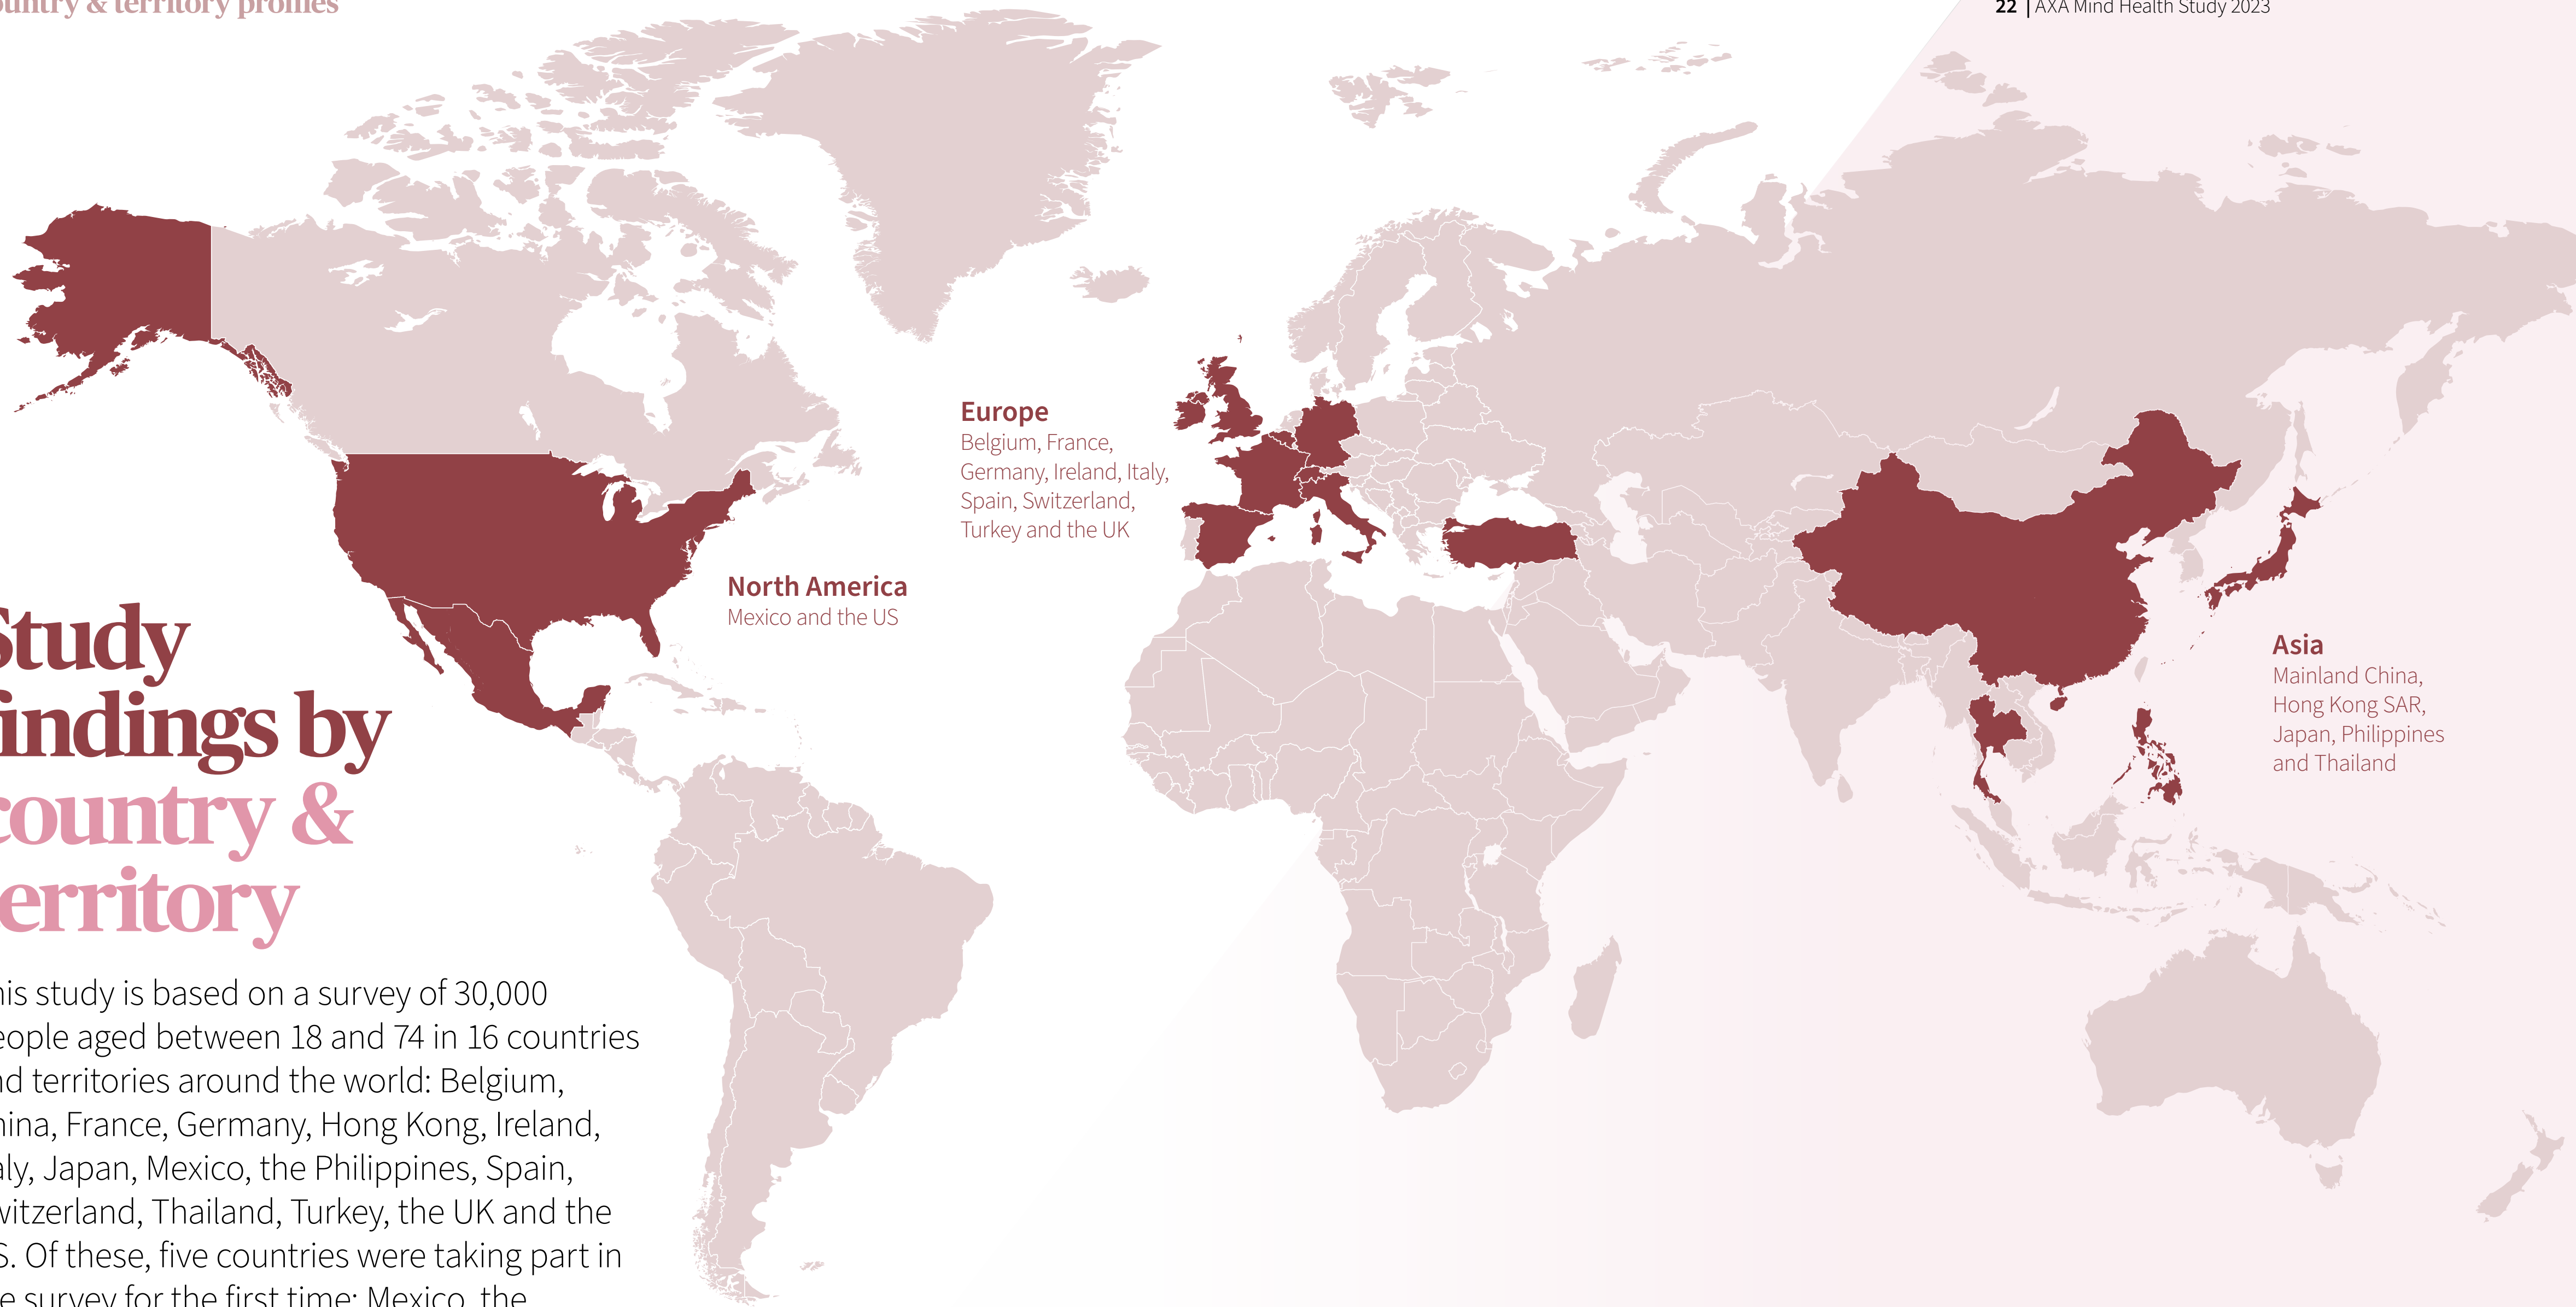 ountry & territory profiles
22 | AXA Mind Health Study 2023
Europe
Belgium, France,
Germany, Ireland, Italy,
Spain, Switzerland,
Turkey and the UK
North America
Mexico and the US
Asia
Mainland China,
Hong Kong SAR,
Japan, Philippines
and Thailand
Study
indings by
country &
erritory
his study is based on a survey of 30,000
eople aged between 18 and 74 in 16 countries
nd territories around the world: Belgium,
hina, France, Germany, Hong Kong, Ireland,
aly, Japan, Mexico, the Philippines, Spain,
witzerland, Thailand, Turkey, the UK and the
S. Of these, five countries were taking part in
e survey for the first time: Mexico, the